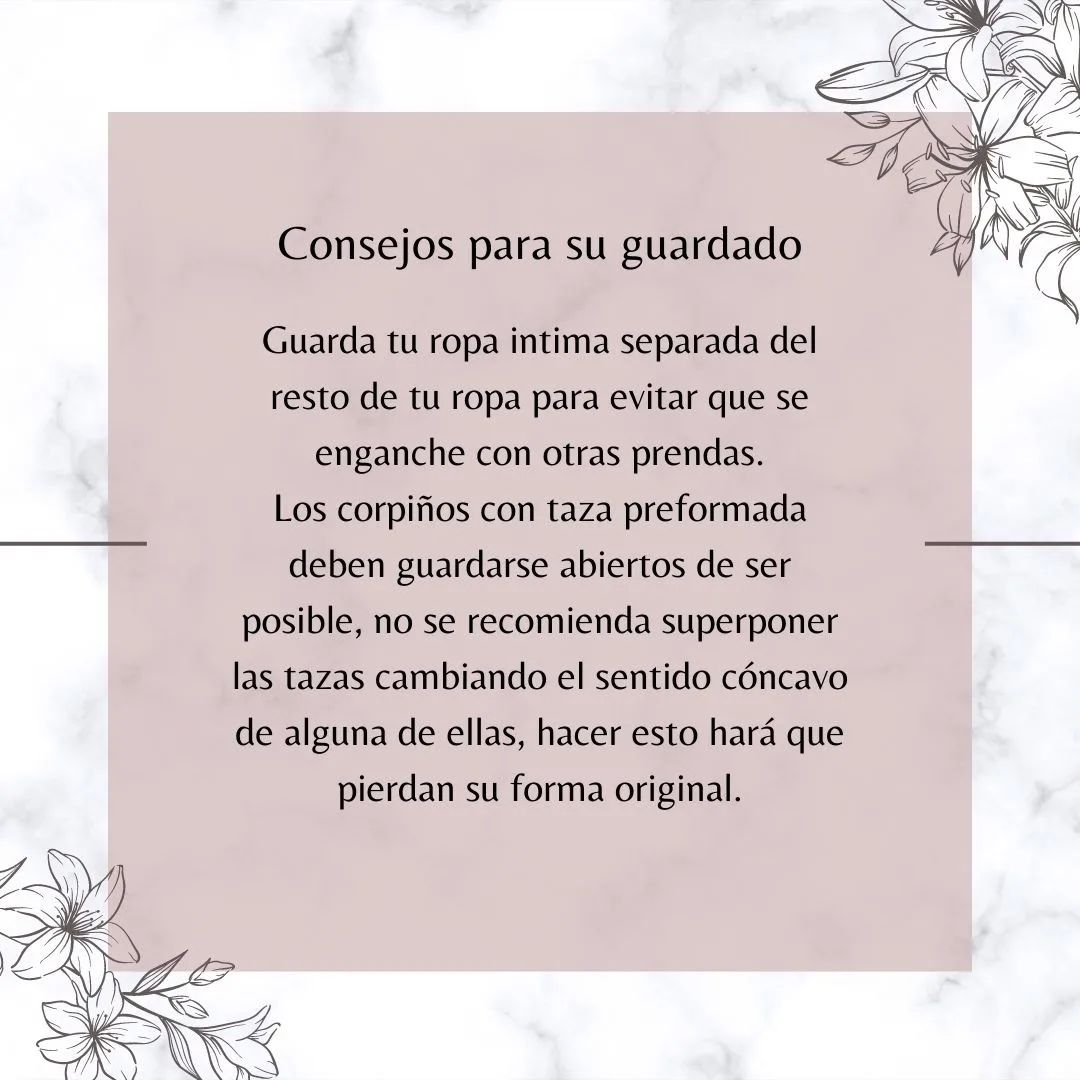 Consejos para su guardado
Guarda tu ropa intima separada del
resto de tu ropa para evitar que se
enganche con otras prendas.
Los corpiños con taza preformada
deben guardarse abiertos de ser
posible, no se recomienda superponer
las tazas cambiando el sentido cóncavo
de alguna de ellas, hacer esto hará que
pierdan su forma original.